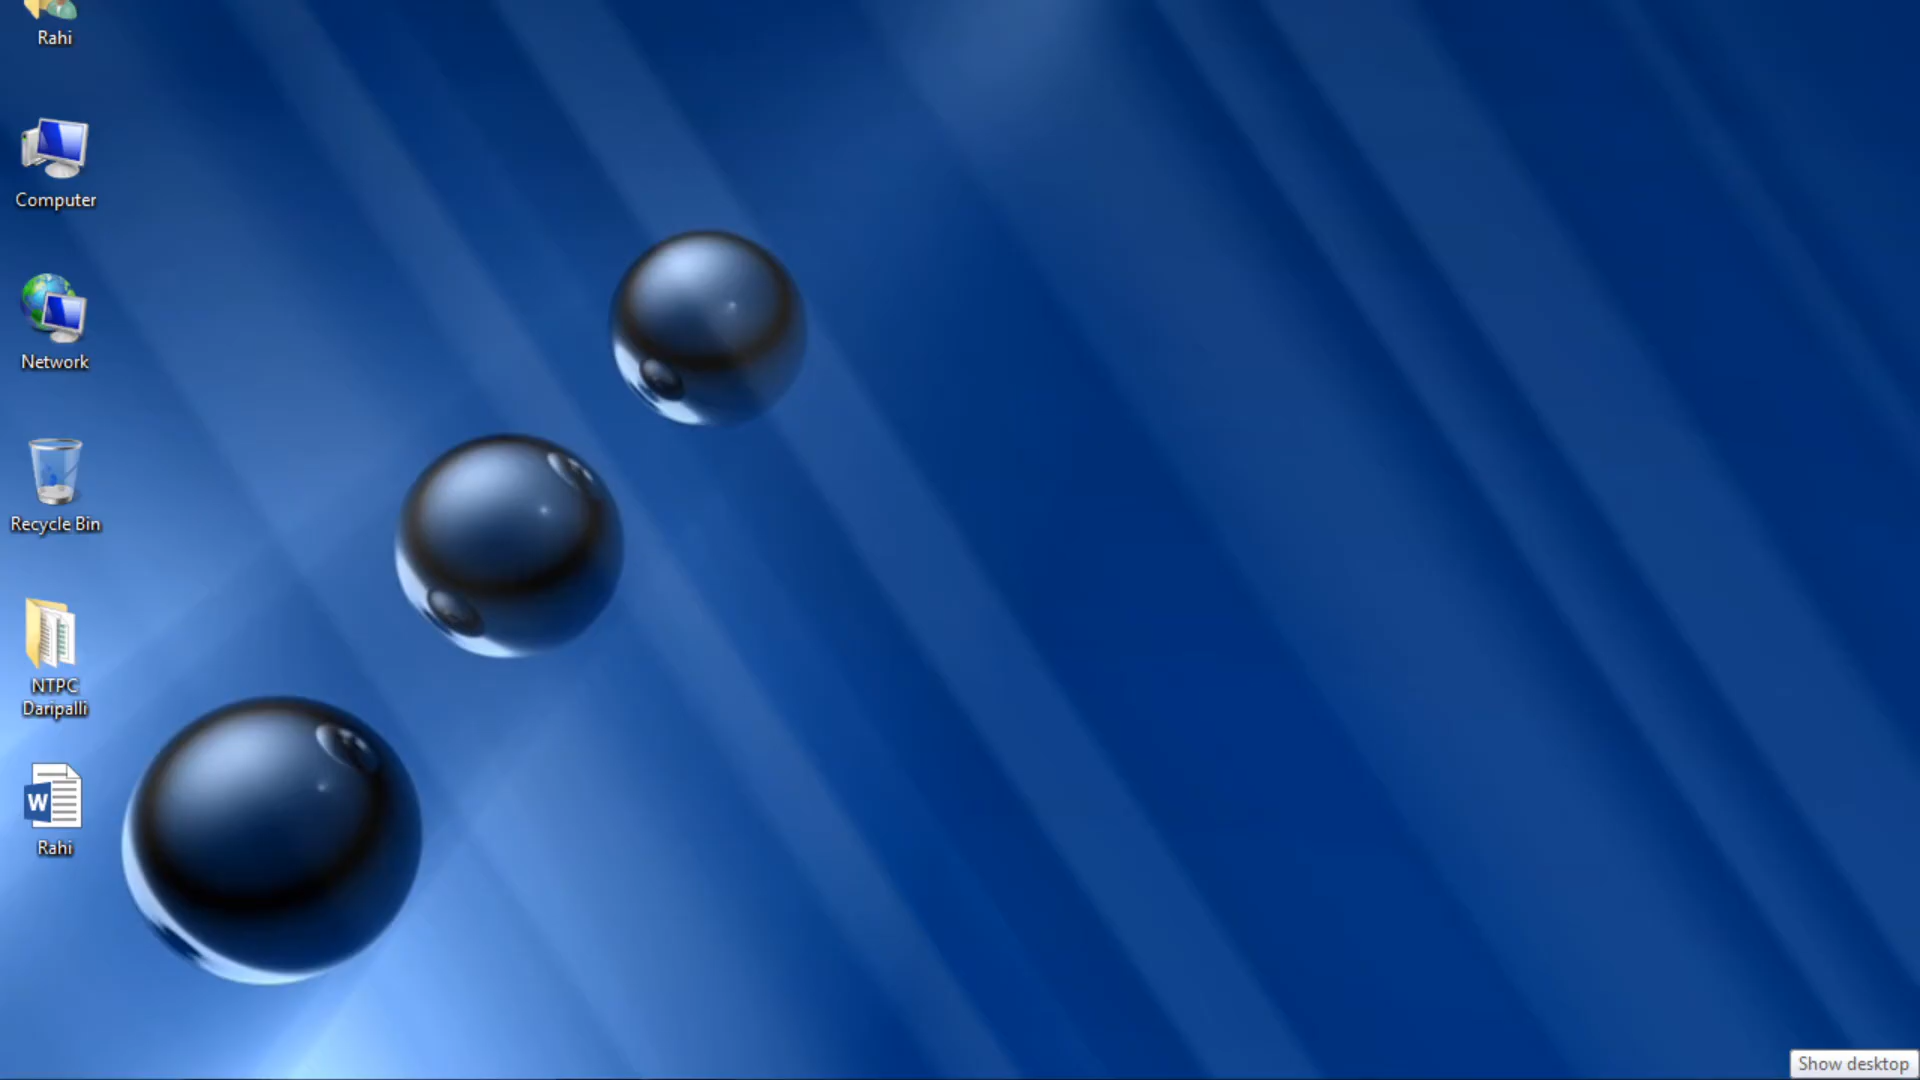 Rahi
Computer
Network
Recycle Bin
NTPC
Daripalli
W
Rahi
Show desktop